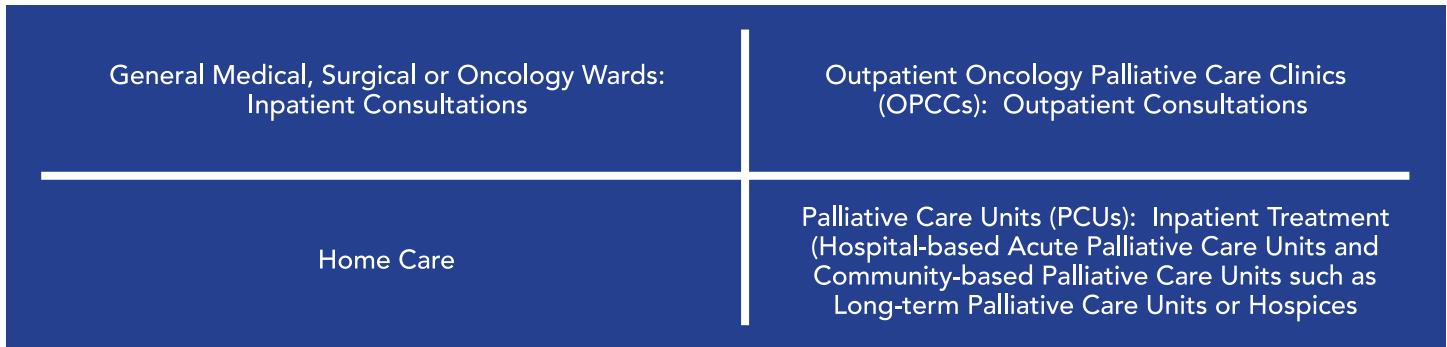 General Medical, Surgical or Oncology Wards:
Inpatient Consultations
Outpatient Oncology Palliative Care Clinics
(OPCCs):  Outpatient Consultations
Home Care
Palliative Care Units (PCUs):  Inpatient Treatment
(Hospital-based Acute Palliative Care Units and
Community-based Palliative Care Units such as
Long-term Palliative Care Units or Hospices